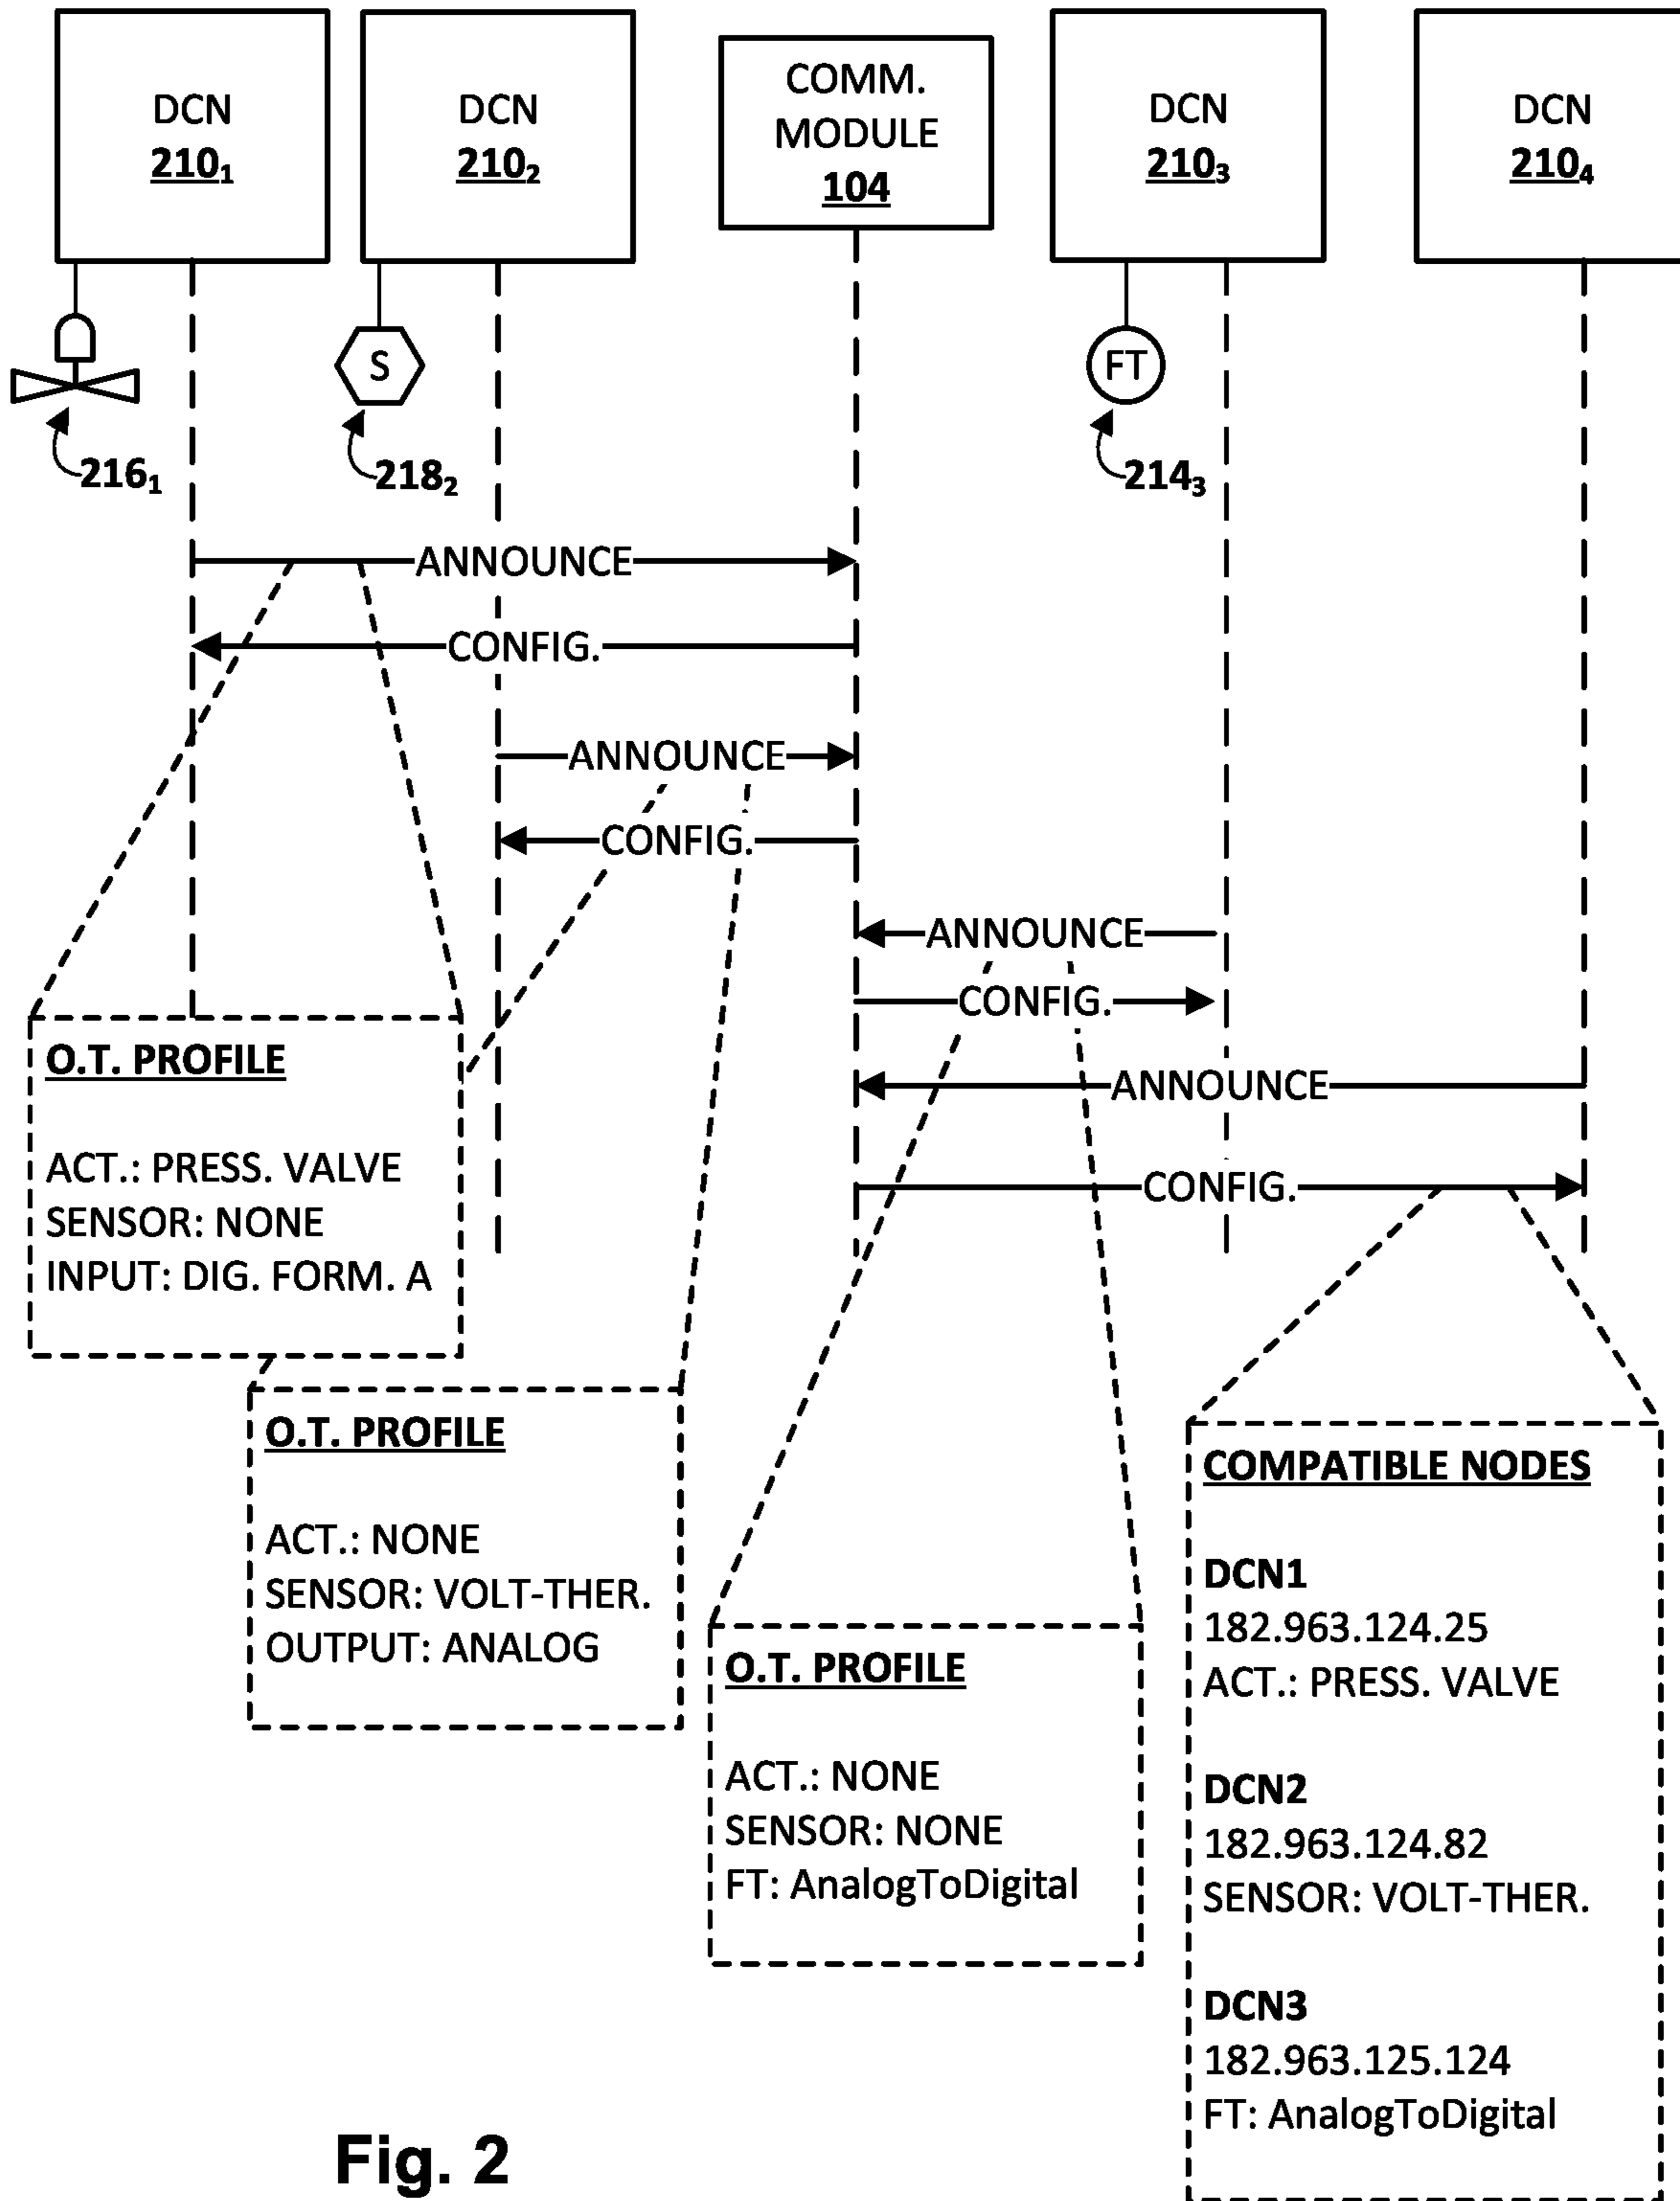 DCN
210₁
DCN
210₂
COMM.
MODULE
104
DCN
210₃
DCN
210₄
S
FT
216₁
218₂
214₃
ANNOUNCE
CONFIG.
ANNOUNCE
CONFIG.
ANNOUNCE
CONFIG.
ANNOUNCE
CONFIG.
O.T. PROFILE
ACT.: PRESS. VALVE
SENSOR: NONE
INPUT: DIG. FORM. A
O.T. PROFILE
ACT.: NONE
SENSOR: VOLT-THER.
OUTPUT: ANALOG
O.T. PROFILE
ACT.: NONE
SENSOR: NONE
FT: AnalogToDigital
COMPATIBLE NODES
DCN1
182.963.124.25
ACT.: PRESS. VALVE
DCN2
182.963.124.82
SENSOR: VOLT-THER.
DCN3
182.963.125.124
FT: AnalogToDigital
Fig. 2